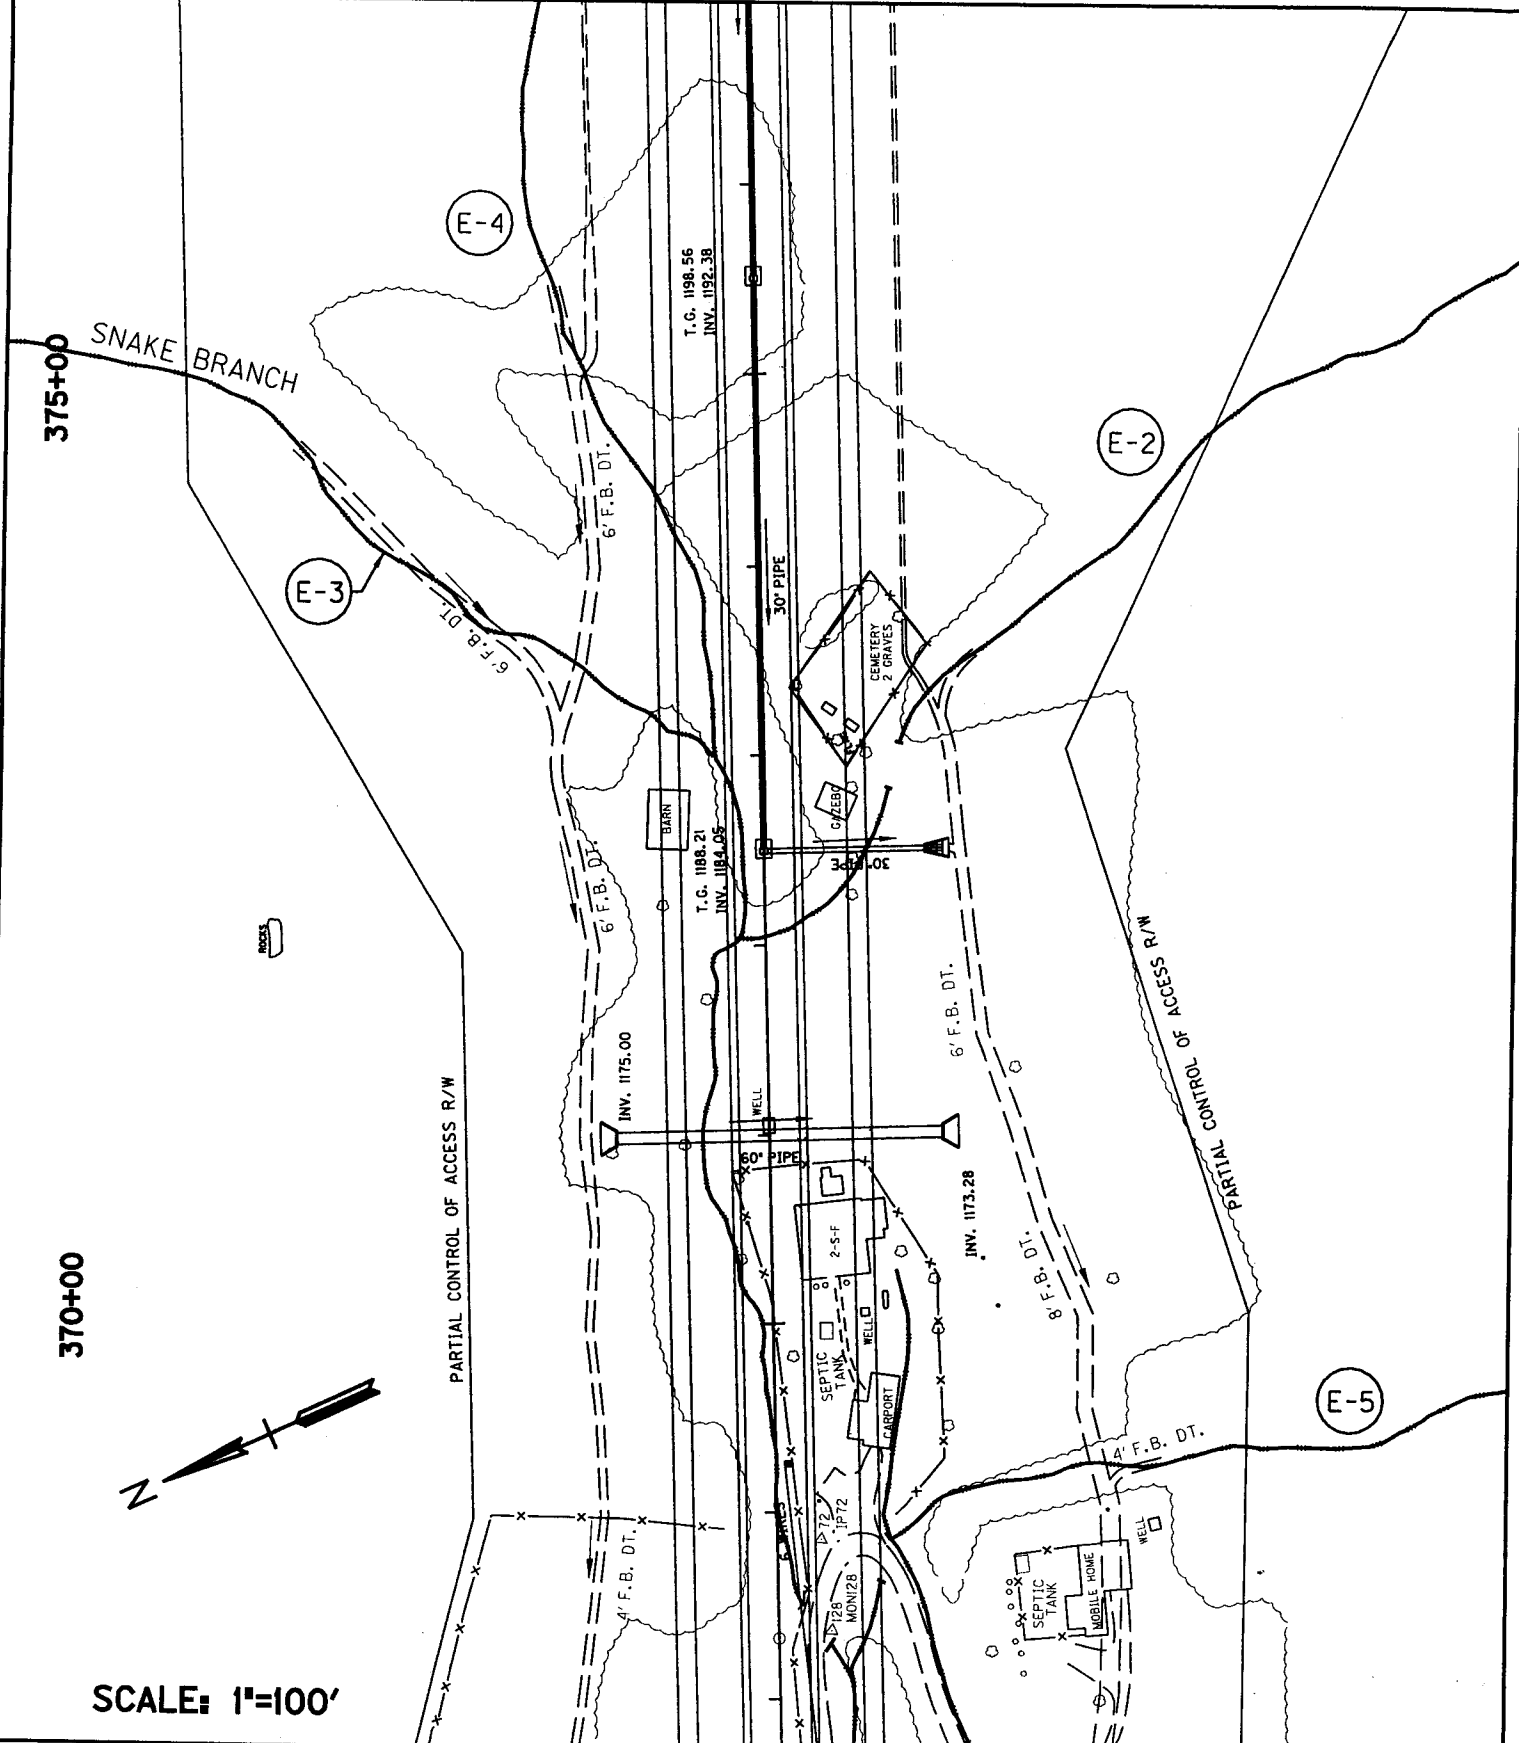 E-4
T.G. 1198.56
INV. 1192.38
SNAKE BRANCH
375+00
E-2
6' F.B. DT.
E-3
6' F.B. DT.
30" PIPE
CEMETERY
2 GRAVES
BARN
GAZEBO
T.G. 1188.21
INV. 1184.05
30" PIPE
6' F.B. DT.
ROCKS
PARTIAL CONTROL OF ACCESS R/W
6' F.B. DT.
INV. 1175.00
WELL
60" PIPE
PARTIAL CONTROL OF ACCESS R/W
INV. 1173.28
2-S-F
8' F.B. DT.
370+00
WELL
SEPTIC
TANK
CARPORT
E-5
4' F.B. DT.
N
72
IP72
WELL
4' F.B. DT.
128
MON128
SEPTIC
TANK
MOBILE HOME
SCALE: 1"=100'